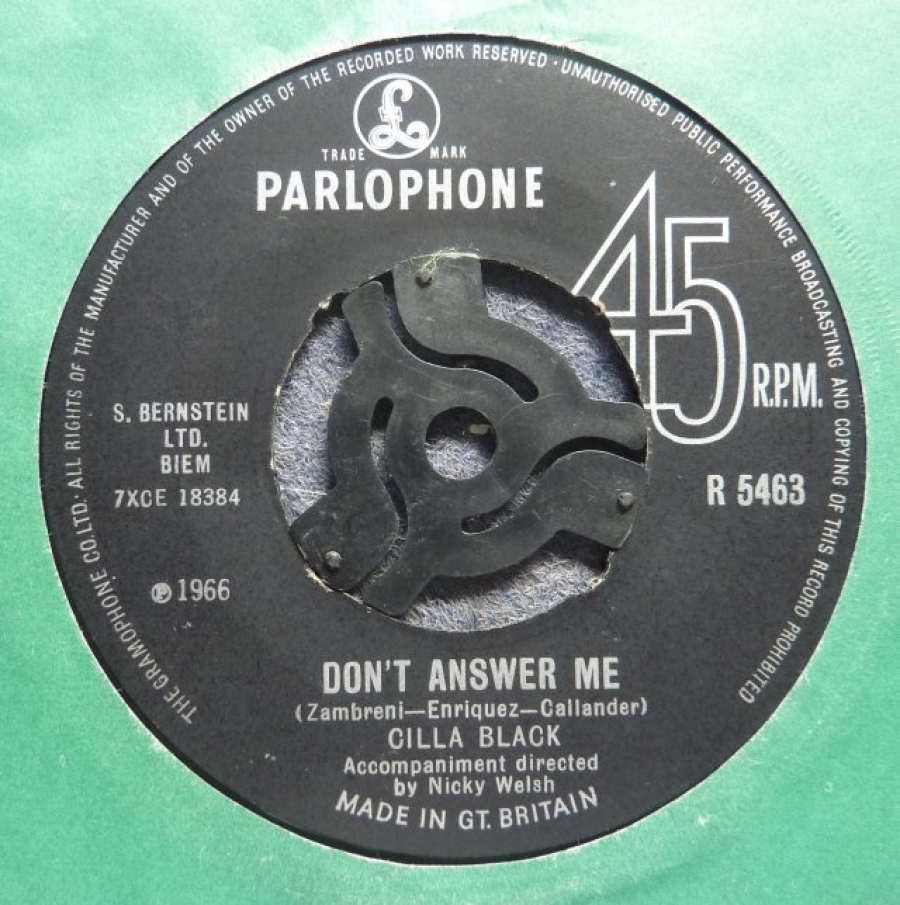 THE GRAMOPHONE CO.LTD. ALL RIGHTS OF THE MANUFACTURER AND OF THE OWNER OF THE RECORDED WORK RESERVED · UNAUTHORISED PUBLIC PERFORMANCE BROADCASTING AND COPYING OF THIS RECORD PROHIBITED
£
TRADE MARK
PARLOPHONE
45 R.P.M.
S. BERNSTEIN
LTD.
BIEM
7XCE 18384
R 5463
℗ 1966
DON'T ANSWER ME
(Zambreni—Enriquez—Callander)
CILLA BLACK
Accompaniment directed
by Nicky Welsh
MADE IN GT. BRITAIN